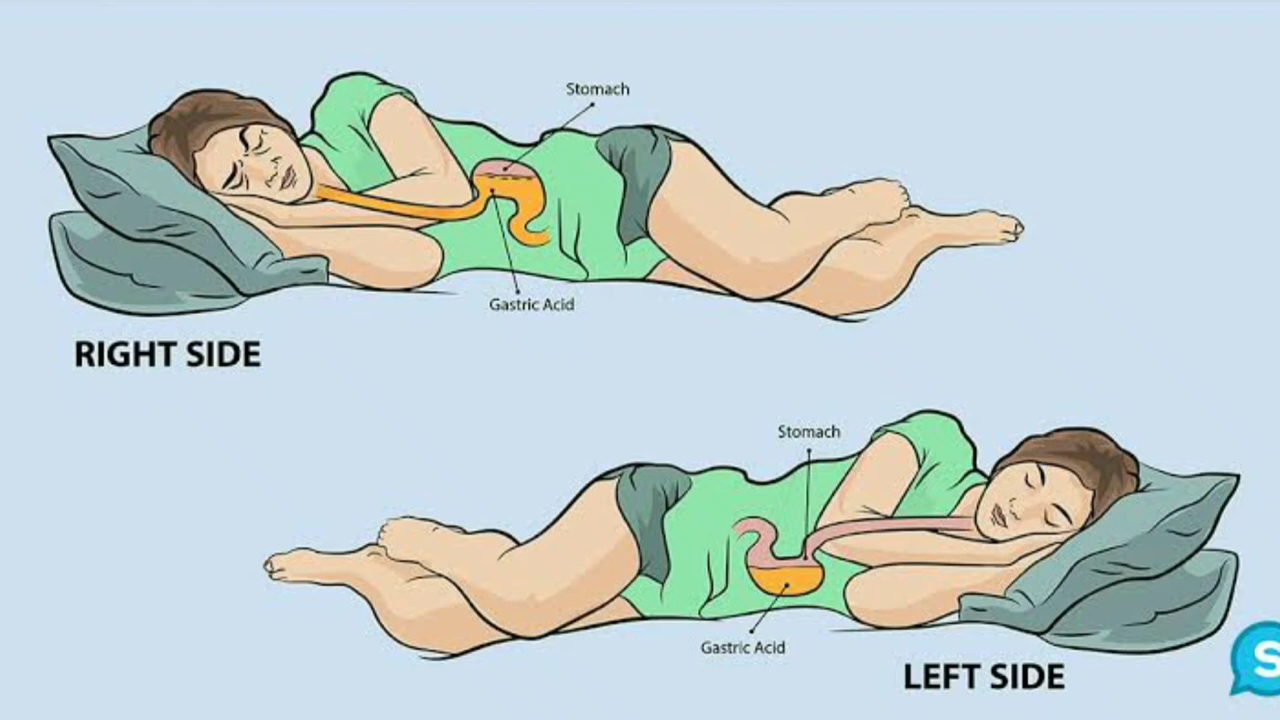 Stomach
Gastric Acid
RIGHT SIDE
Stomach
Gastric Acid
LEFT SIDE
S